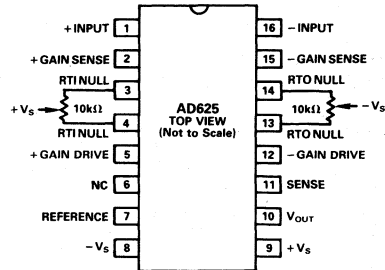 +INPUT 1 16 −INPUT
+GAIN SENSE 2 15 −GAIN SENSE
RTI NULL 3 14 RTO NULL
+VS 10kΩ AD625 10kΩ −VS
TOP VIEW
(Not to Scale)
RTI NULL 4 13 RTO NULL
+GAIN DRIVE 5 12 −GAIN DRIVE
NC 6 11 SENSE
REFERENCE 7 10 VOUT
−VS 8 9 +VS